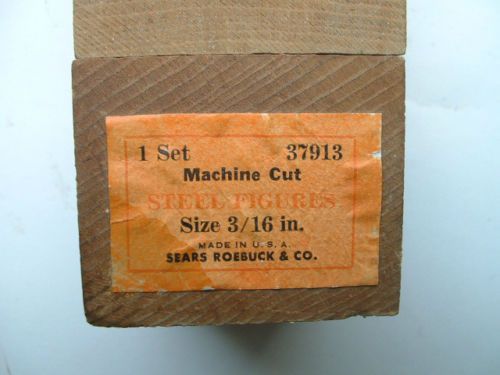 1 Set 37913
Machine Cut
STEEL FIGURES
Size 3/16 in.
MADE IN U. S. A.
SEARS ROEBUCK & CO.